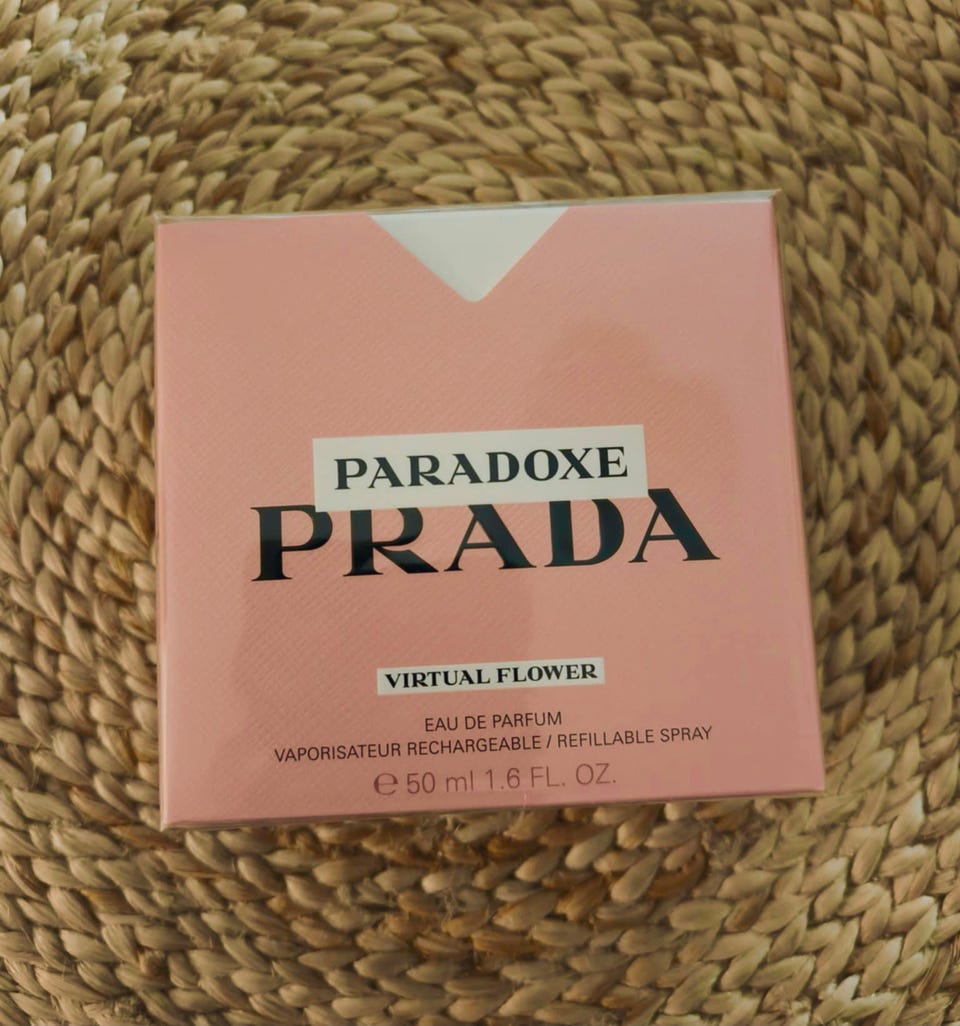 PARADOXE
PRADA
VIRTUAL FLOWER
EAU DE PARFUM
VAPORISATEUR RECHARGEABLE / REFILLABLE SPRAY
℮ 50 ml 1.6 FL. OZ.